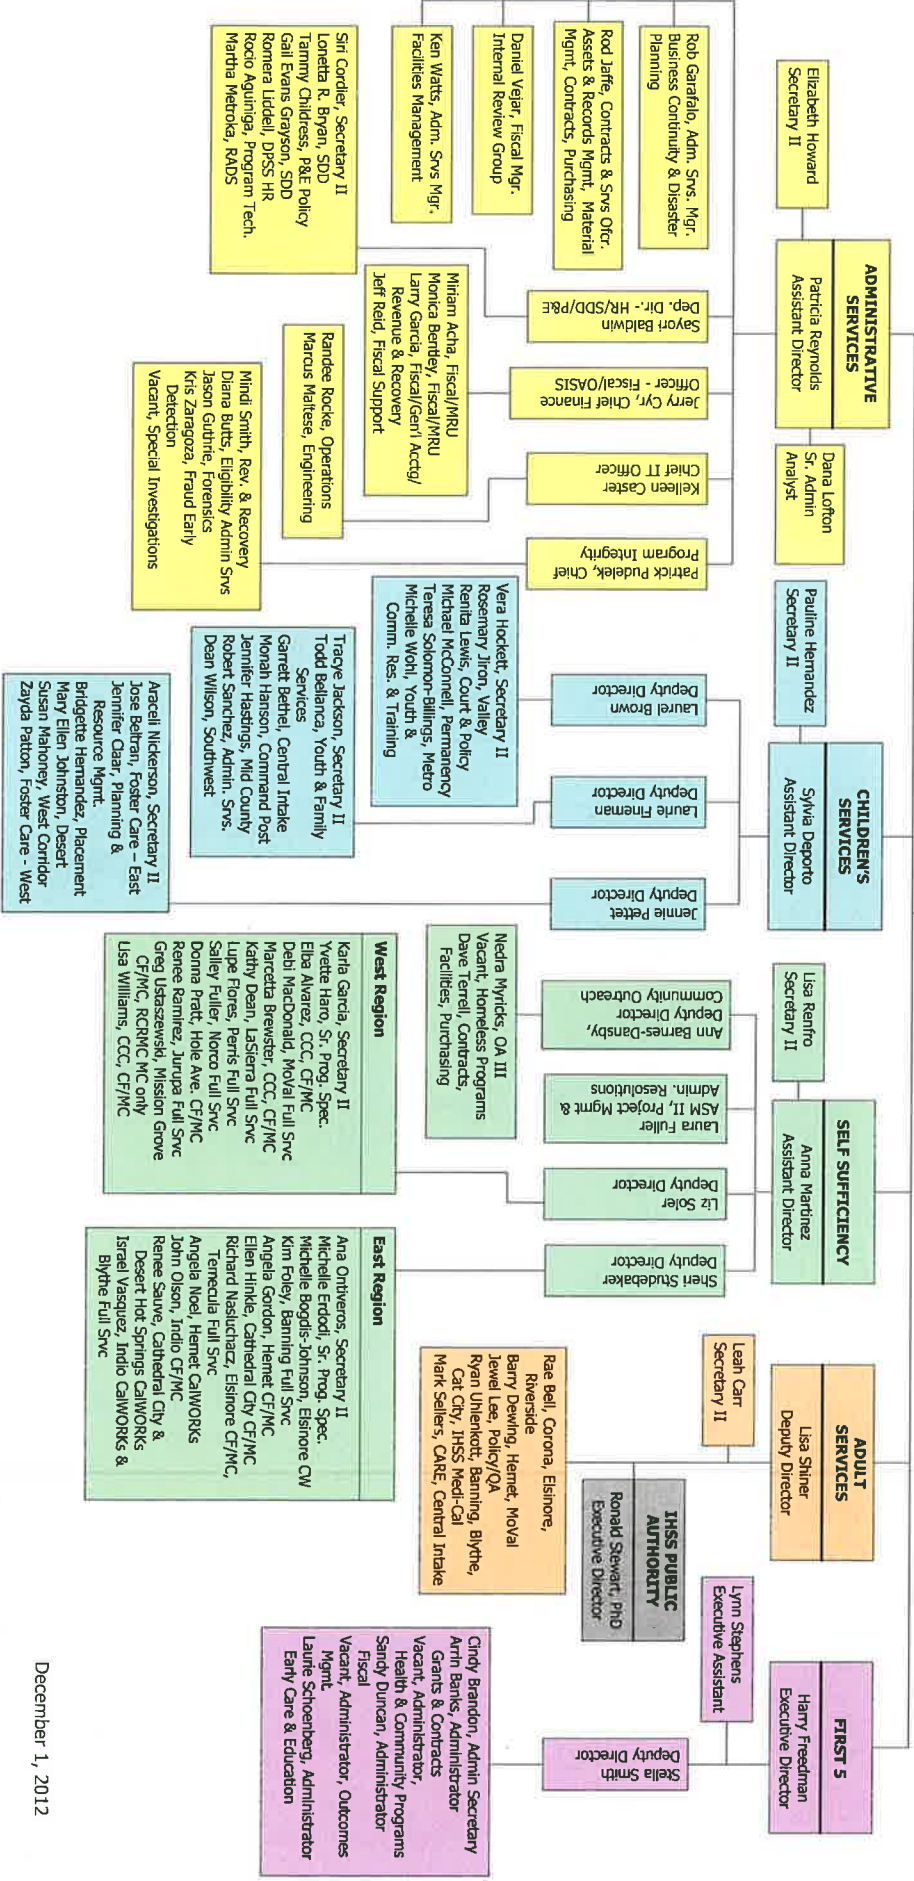 ADMINISTRATIVE
SERVICES
Patricia Reynolds
Assistant Director
Elizabeth Howard
Secretary II
Dana Lofton
Sr. Admin
Analyst
Rob Garafalo, Adm. Srvs. Mgr.
Business Continuity & Disaster
Planning
Rod Jaffe, Contracts & Srvs Ofcr.
Assets & Records Mgmt, Material
Mgmt, Contracts, Purchasing
Daniel Vejar, Fiscal Mgr.
Internal Review Group
Ken Watts, Adm. Srvs Mgr.
Facilities Management
Sayori Baldwin
Dep. Dir.- HR/SDD/P&E
Siri Cordier, Secretary II
Lonetta R. Bryan, SDD
Tammy Childress, P&E Policy
Gail Evans Grayson, SDD
Romera Liddell, DPSS HR
Rocio Aguiniga, Program Tech.
Martha Metroka, RADS
Jerry Cyr, Chief Finance
Officer - Fiscal/OASIS
Miriam Acha, Fiscal/MRU
Monica Bentley, Fiscal/MRU
Larry Garcia, Fiscal/Gen'l Acctg/
Revenue & Recovery
Jeff Reid, Fiscal Support
Kelleen Caster
Chief IT Officer
Randee Rocke, Operations
Marcus Maltese, Engineering
Patrick Pudelek, Chief,
Program Integrity
Mindi Smith, Rev. & Recovery
Diana Butts, Eligibility Admin Srvs
Jason Guthrie, Forensics
Kris Zaragoza, Fraud Early
Detection
Vacant, Special Investigations
CHILDREN'S
SERVICES
Sylvia Deporto
Assistant Director
Pauline Hernandez
Secretary II
Laurel Brown
Deputy Director
Vera Hockett, Secretary II
Rosemary Jiron, Valley
Renita Lewis, Court & Policy
Michael McConnell, Permanency
Teresa Solomon-Billings, Metro
Michelle Wohl, Youth &
Comm. Res. & Training
Laurie Fineman
Deputy Director
Tracye Jackson, Secretary II
Todd Bellanca, Youth & Family
Services
Garrett Bethel, Central Intake
Monah Hanson, Command Post
Jennifer Hastings, Mid County
Robert Sanchez, Admin. Srvs.
Dean Wilson, Southwest
Jennie Pettet
Deputy Director
Araceli Nickerson, Secretary II
Jose Beltran, Foster Care – East
Jennifer Claar, Planning &
Resource Mgmt.
Bridgette Hernandez, Placement
Mary Ellen Johnston, Desert
Susan Mahoney, West Corridor
Zayda Patton, Foster Care - West
SELF SUFFICIENCY
Anna Martinez
Assistant Director
Lisa Renfro
Secretary II
Ann Barnes-Dansby,
Deputy Director
Community Outreach
Nedra Myricks, OA III
Vacant, Homeless Programs
Dave Terrell, Contracts,
Facilities, Purchasing
Laura Fuller
ASM II, Project Mgmt &
Admin. Resolutions
Liz Soler
Deputy Director
West Region
Karla Garcia, Secretary II
Yvette Haro, Sr. Prog. Spec.
Elba Alvarez, CCC, CF/MC
Debi MacDonald, MoVal Full Srvc
Marcetta Brewster, CCC, CF/MC
Kathy Dean, LaSierra Full Srvc
Lupe Flores, Perris Full Srvc
Salley Fuller, Norco Full Srvc
Donna Pratt, Hole Ave. CF/MC
Renee Ramirez, Jurupa Full Srvc
Greg Ustaszewski, Mission Grove
CF/MC, RCRMC MC only
Lisa Williams, CCC, CF/MC
Sheri Studebaker
Deputy Director
East Region
Ana Ontiveros, Secretary II
Michelle Erdodi, Sr. Prog. Spec.
Michelle Bogdis-Johnson, Elsinore CW
Kim Foley, Banning Full Srvc
Angela Gordon, Hemet CF/MC
Ellen Hinkle, Cathedral City CF/MC
Richard Nasluchacz, Elsinore CF/MC,
Temecula Full Srvc
Angela Noel, Hemet CalWORKs
John Olson, Indio CF/MC
Renee Sauve, Cathedral City &
Desert Hot Springs CalWORKs
Israel Vasquez, Indio CalWORKs &
Blythe Full Srvc
ADULT
SERVICES
Lisa Shiner
Deputy Director
Leah Carr
Secretary II
Rae Bell, Corona, Elsinore,
Riverside
Barry Dewing, Hemet, MoVal
Jewel Lee, Policy/QA
Ryan Uhlenkott, Banning, Blythe,
Cat City, IHSS Medi-Cal
Mark Sellers, CARE, Central Intake
IHSS PUBLIC
AUTHORITY
Ronald Stewart, PhD
Executive Director
FIRST 5
Harry Freedman
Executive Director
Lynn Stephens
Executive Assistant
Stella Smith
Deputy Director
Cindy Brandon, Admin Secretary
Arrin Banks, Administrator
Grants & Contracts
Vacant, Administrator,
Health & Community Programs
Sandy Duncan, Administrator
Fiscal
Vacant, Administrator, Outcomes
Mgmt.
Laurie Schoenberg, Administrator
Early Care & Education
December 1, 2012